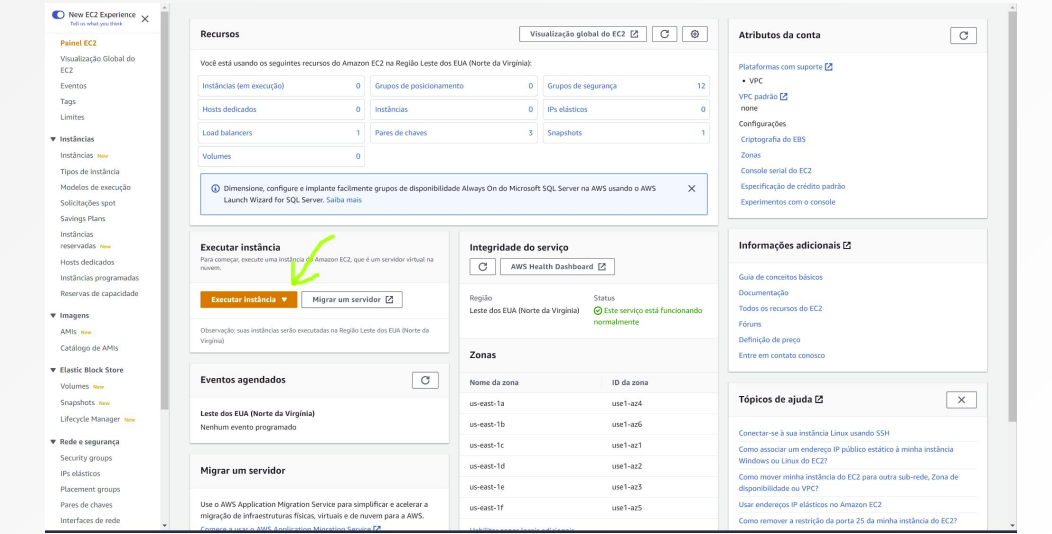 New EC2 Experience
Tell us what you think
Painel EC2
Visualização Global do
EC2
Eventos
Tags
Limites
Instâncias
Instâncias New
Tipos de instância
Modelos de execução
Solicitações spot
Savings Plans
Instâncias
reservadas New
Hosts dedicados
Instâncias programadas
Reservas de capacidade
Imagens
AMIs New
Catálogo de AMIs
Elastic Block Store
Volumes New
Snapshots New
Lifecycle Manager New
Rede e segurança
Security groups
IPs elásticos
Placement groups
Pares de chaves
Interfaces de rede
Recursos
Visualização global do EC2
Você está usando os seguintes recursos do Amazon EC2 na Região Leste dos EUA (Norte da Virgínia):
Instâncias (em execução) 0 Grupos de posicionamento 0 Grupos de segurança 12
Hosts dedicados 0 Instâncias 0 IPs elásticos 0
Load balancers 1 Pares de chaves 3 Snapshots 1
Volumes 0
Dimensione, configure e implante facilmente grupos de disponibilidade Always On do Microsoft SQL Server na AWS usando o AWS
Launch Wizard for SQL Server. Saiba mais
Executar instância
Para começar, execute uma instância do Amazon EC2, que é um servidor virtual na
nuvem.
Executar instância Migrar um servidor
Observação: suas instâncias serão executadas na Região Leste dos EUA (Norte da
Virgínia)
Eventos agendados
Leste dos EUA (Norte da Virgínia)
Nenhum evento programado
Migrar um servidor
Use o AWS Application Migration Service para simplificar e acelerar a
migração de infraestruturas físicas, virtuais e de nuvem para a AWS.
Comece a usar o AWS Application Migration Service
Integridade do serviço
AWS Health Dashboard
Região Status
Leste dos EUA (Norte da Virgínia) Este serviço está funcionando
normalmente
Zonas
Nome da zona ID da zona
us-east-1a use1-az4
us-east-1b use1-az6
us-east-1c use1-az1
us-east-1d use1-az2
us-east-1e use1-az3
us-east-1f use1-az5
Habilitar zonas locais adicionais
Atributos da conta
Plataformas com suporte
VPC
VPC padrão
none
Configurações
Criptografia do EBS
Zonas
Console serial do EC2
Especificação de crédito padrão
Experimentos com o console
Informações adicionais
Guia de conceitos básicos
Documentação
Todos os recursos do EC2
Fóruns
Definição de preço
Entre em contato conosco
Tópicos de ajuda
Conectar-se à sua instância Linux usando SSH
Como associar um endereço IP público estático à minha instância
Windows ou Linux do EC2?
Como mover minha instância do EC2 para outra sub-rede, Zona de
disponibilidade ou VPC?
Usar endereços IP elásticos no Amazon EC2
Como remover a restrição da porta 25 da minha instância do EC2?